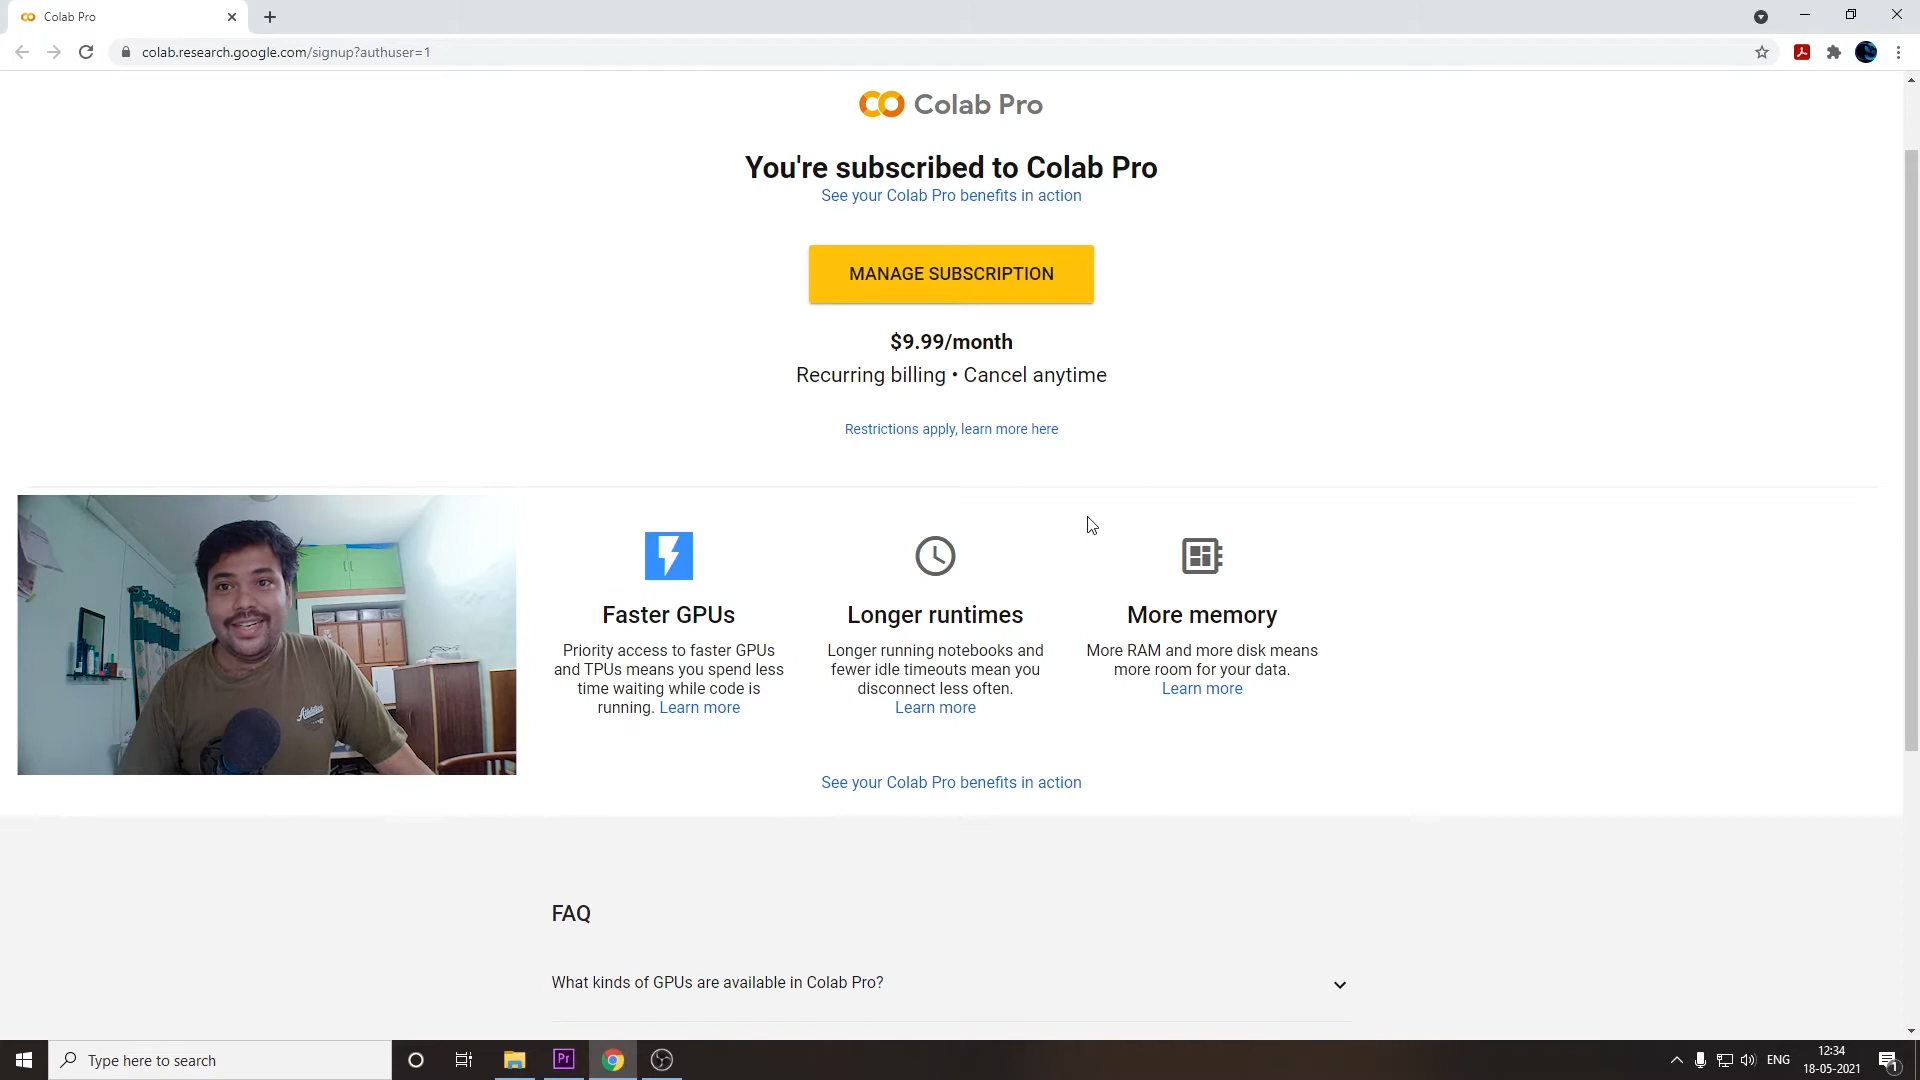 Colab Pro
colab.research.google.com/signup?authuser=1
Colab Pro
You're subscribed to Colab Pro
See your Colab Pro benefits in action
MANAGE SUBSCRIPTION
$9.99/month
Recurring billing • Cancel anytime
Restrictions apply, learn more here
Faster GPUs
Priority access to faster GPUs
and TPUs means you spend less
time waiting while code is
running. Learn more
Longer runtimes
Longer running notebooks and
fewer idle timeouts mean you
disconnect less often.
Learn more
More memory
More RAM and more disk means
more room for your data.
Learn more
See your Colab Pro benefits in action
FAQ
What kinds of GPUs are available in Colab Pro?
Type here to search
Pr
ENG
12:34
18-05-2021
1